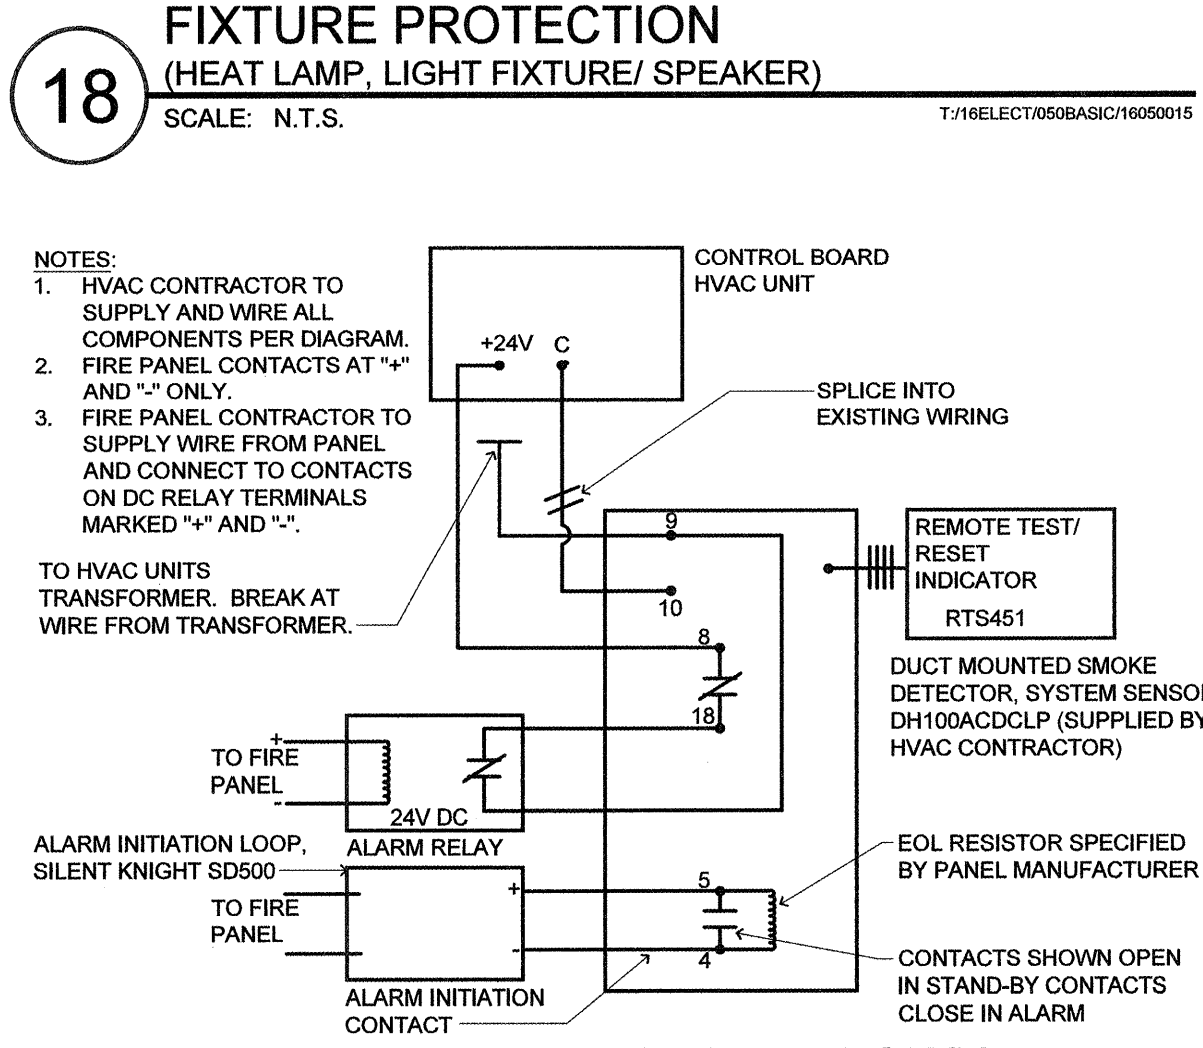 FIXTURE PROTECTION
18
(HEAT LAMP, LIGHT FIXTURE/ SPEAKER)
SCALE: N.T.S.
T:/16ELECT/050BASIC/16050015
NOTES:
1. HVAC CONTRACTOR TO
SUPPLY AND WIRE ALL
COMPONENTS PER DIAGRAM.
2. FIRE PANEL CONTACTS AT "+"
AND "-" ONLY.
3. FIRE PANEL CONTRACTOR TO
SUPPLY WIRE FROM PANEL
AND CONNECT TO CONTACTS
ON DC RELAY TERMINALS
MARKED "+" AND "-".
TO HVAC UNITS
TRANSFORMER. BREAK AT
WIRE FROM TRANSFORMER.
CONTROL BOARD
HVAC UNIT
+24V C
SPLICE INTO
EXISTING WIRING
9
10
8
18
REMOTE TEST/
RESET
INDICATOR
RTS451
DUCT MOUNTED SMOKE
DETECTOR, SYSTEM SENSO
DH100ACDCLP (SUPPLIED BY
HVAC CONTRACTOR)
+
TO FIRE
PANEL
-
24V DC
ALARM RELAY
ALARM INITIATION LOOP,
SILENT KNIGHT SD500
TO FIRE
PANEL
+
-
5
4
EOL RESISTOR SPECIFIED
BY PANEL MANUFACTURER
CONTACTS SHOWN OPEN
IN STAND-BY CONTACTS
CLOSE IN ALARM
ALARM INITIATION
CONTACT